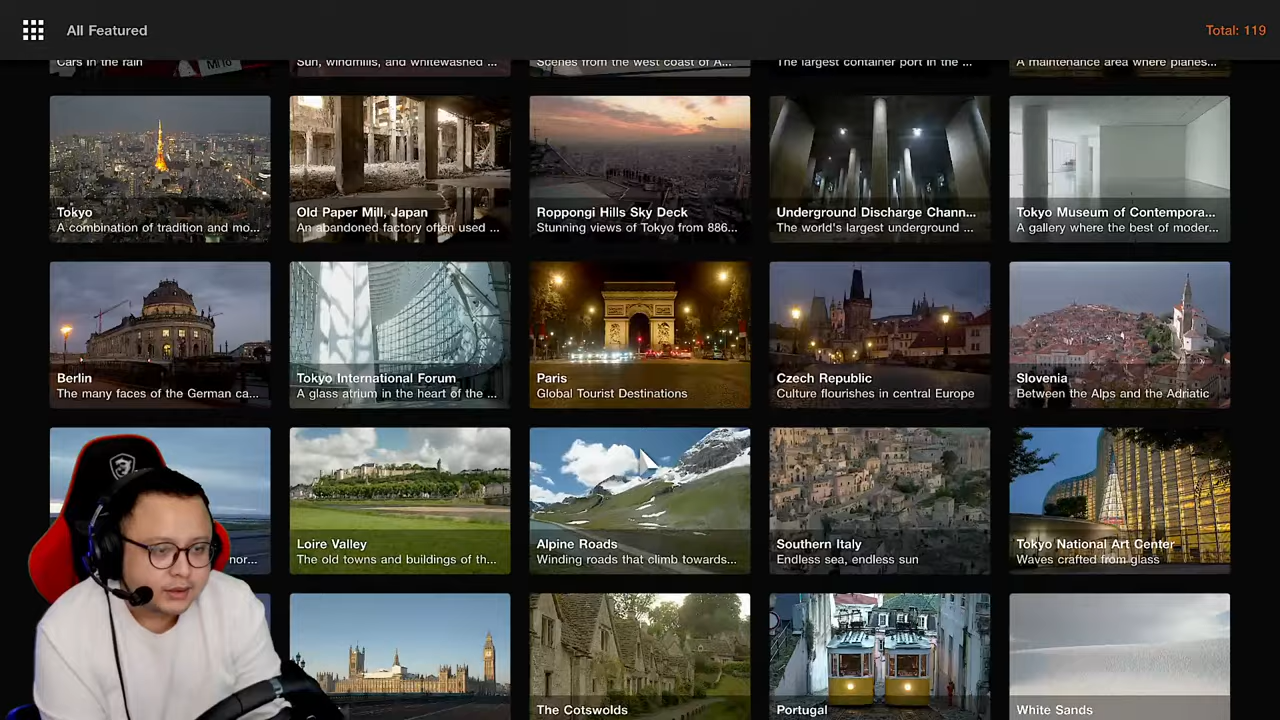 All Featured
Total: 119
Cars in the rain
Sun, windmills, and whitewashed ...
Scenes from the west coast of A...
The largest container port in the ...
A maintenance area where planes...
Tokyo
A combination of tradition and mo...
Old Paper Mill, Japan
An abandoned factory often used ...
Roppongi Hills Sky Deck
Stunning views of Tokyo from 886...
Underground Discharge Chann...
The world's largest underground ...
Tokyo Museum of Contempora...
A gallery where the best of moder...
Berlin
The many faces of the German ca...
Tokyo International Forum
A glass atrium in the heart of the ...
Paris
Global Tourist Destinations
Czech Republic
Culture flourishes in central Europe
Slovenia
Between the Alps and the Adriatic
nor...
Loire Valley
The old towns and buildings of th...
Alpine Roads
Winding roads that climb towards...
Southern Italy
Endless sea, endless sun
Tokyo National Art Center
Waves crafted from glass
The Cotswolds
Portugal
White Sands